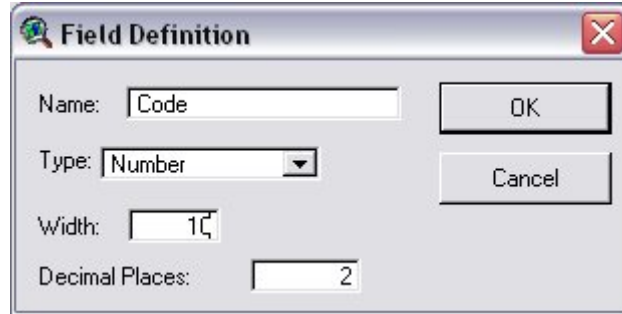 Field Definition
Name: Code
OK
Type: Number
Cancel
Width: 10
Decimal Places: 2